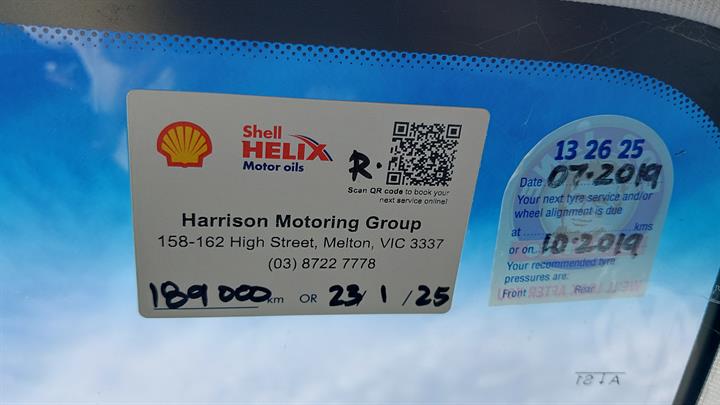 Shell
HELIX
Motor oils
R.
Scan QR code to book your
next service online!
Harrison Motoring Group
158-162 High Street, Melton, VIC 3337
(03) 8722 7778
189000 km OR 23/1/25
13 26 25
Date 07.2019
Your next tyre service and/or
wheel alignment is due
at kms
or on 10.2019
Your recommended tyre
pressures are:
Front Rear
A↓S1